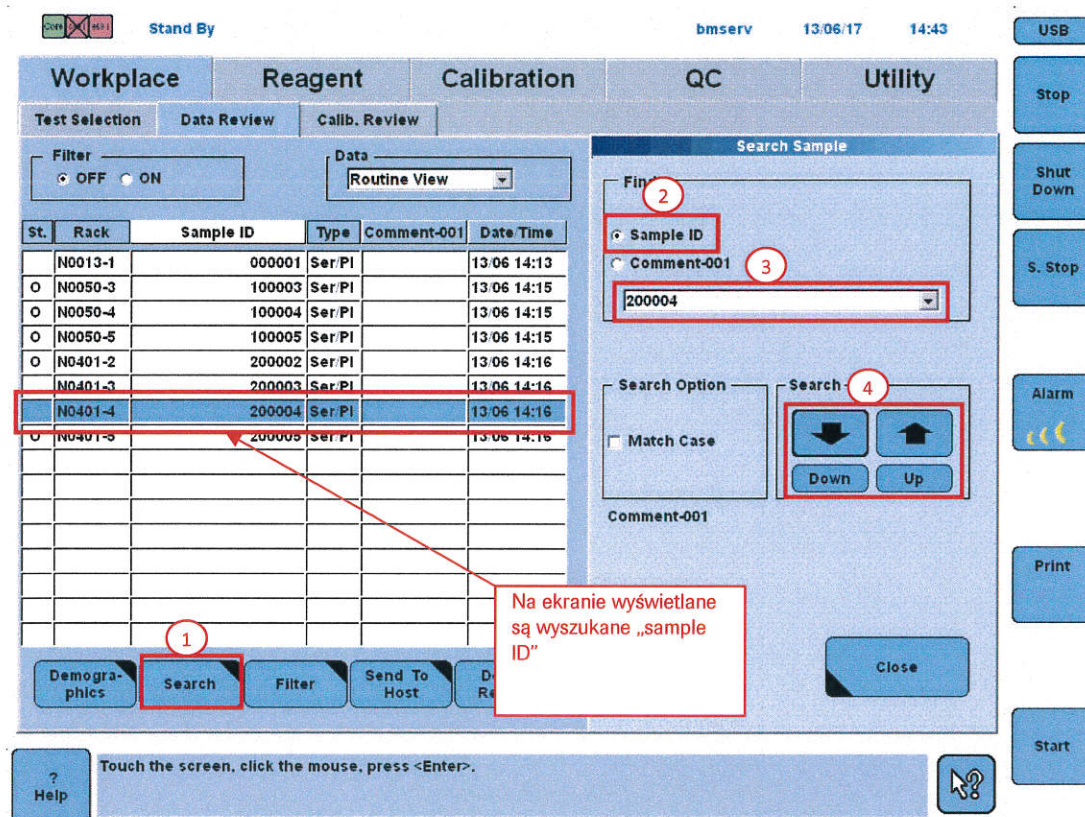 Stand By bmserv 13/06/17 14:43 USB
Workplace Reagent Calibration QC Utility
Stop
Test Selection Data Review Calib. Review
Search Sample
Filter
OFF ON
Data
Routine View
Find
2
Sample ID
Comment-001
3
200004
Shut
Down
St. Rack Sample ID Type Comment-001 Date/Time
N0013-1 000001 Ser/Pl 13/06 14:13
O N0050-3 100003 Ser/Pl 13/06 14:15
O N0050-4 100004 Ser/Pl 13/06 14:15
O N0050-5 100005 Ser/Pl 13/06 14:15
O N0401-2 200002 Ser/Pl 13/06 14:16
N0401-3 200003 Ser/Pl 13/06 14:16
N0401-4 200004 Ser/Pl 13/06 14:16
O N0401-5 200005 Ser/Pl 13/06 14:16
S. Stop
Search Option
Match Case
Search
4
Down Up
Comment-001
Alarm
Na ekranie wyświetlane
są wyszukane „sample
ID”
Print
1
Demogra-
phics
Search
Filter
Send To
Host
Close
Start
?
Help
Touch the screen, click the mouse, press <Enter>.
?